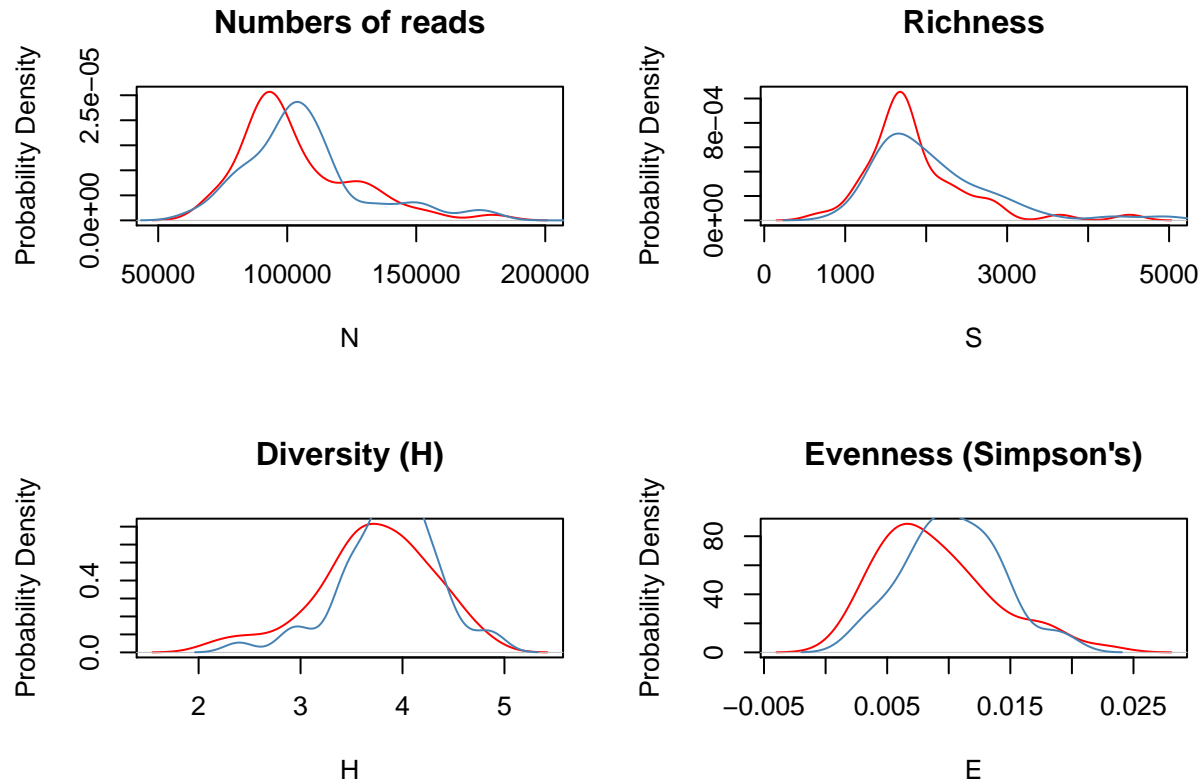 Numbers of reads
Probability Density
0.0e+00 2.5e−05
50000 100000 150000 200000
N
Richness
Probability Density
0e+00 8e−04
0 1000 3000 5000
S
Diversity (H)
Probability Density
0.0 0.4
2 3 4 5
H
Evenness (Simpson's)
Probability Density
0 40 80
−0.005 0.005 0.015 0.025
E